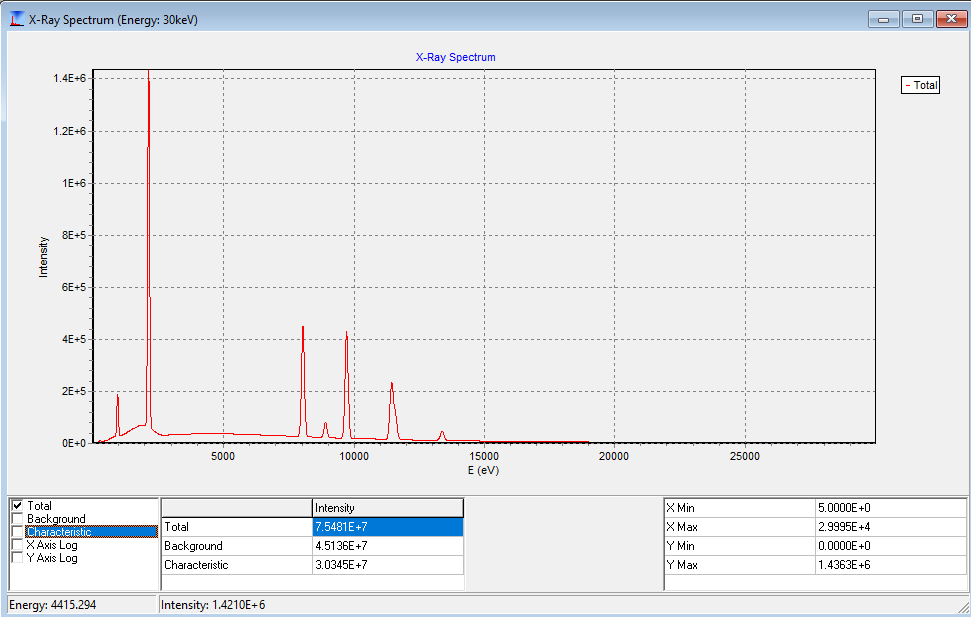 X-Ray Spectrum (Energy: 30keV)
X-Ray Spectrum
Total
1.4E+6
1.2E+6
1E+6
8E+5
6E+5
4E+5
2E+5
0E+0
Intensity
5000 10000 15000 20000 25000
E (eV)
Total
Background
Characteristic
X Axis Log
Y Axis Log
Intensity
Total 7.5481E+7
Background 4.5136E+7
Characteristic 3.0345E+7
X Min 5.0000E+0
X Max 2.9995E+4
Y Min 0.0000E+0
Y Max 1.4363E+6
Energy: 4415.294 Intensity: 1.4210E+6